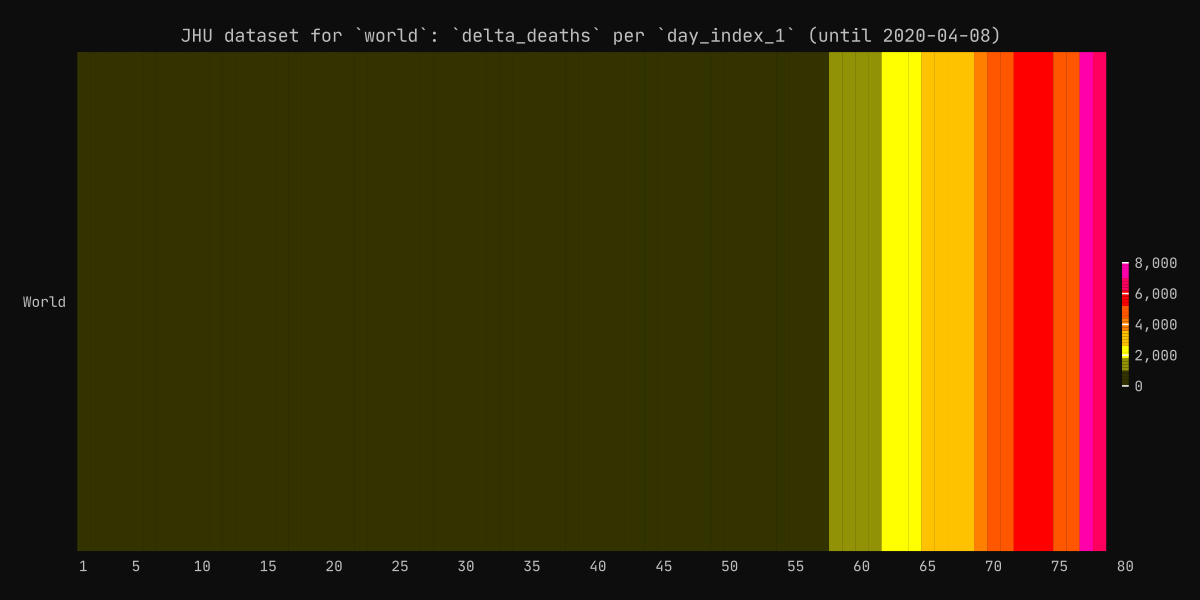 JHU dataset for `world`: `delta_deaths` per `day_index_1` (until 2020-04-08)
World
8,000
6,000
4,000
2,000
0
1 5 10 15 20 25 30 35 40 45 50 55 60 65 70 75 80